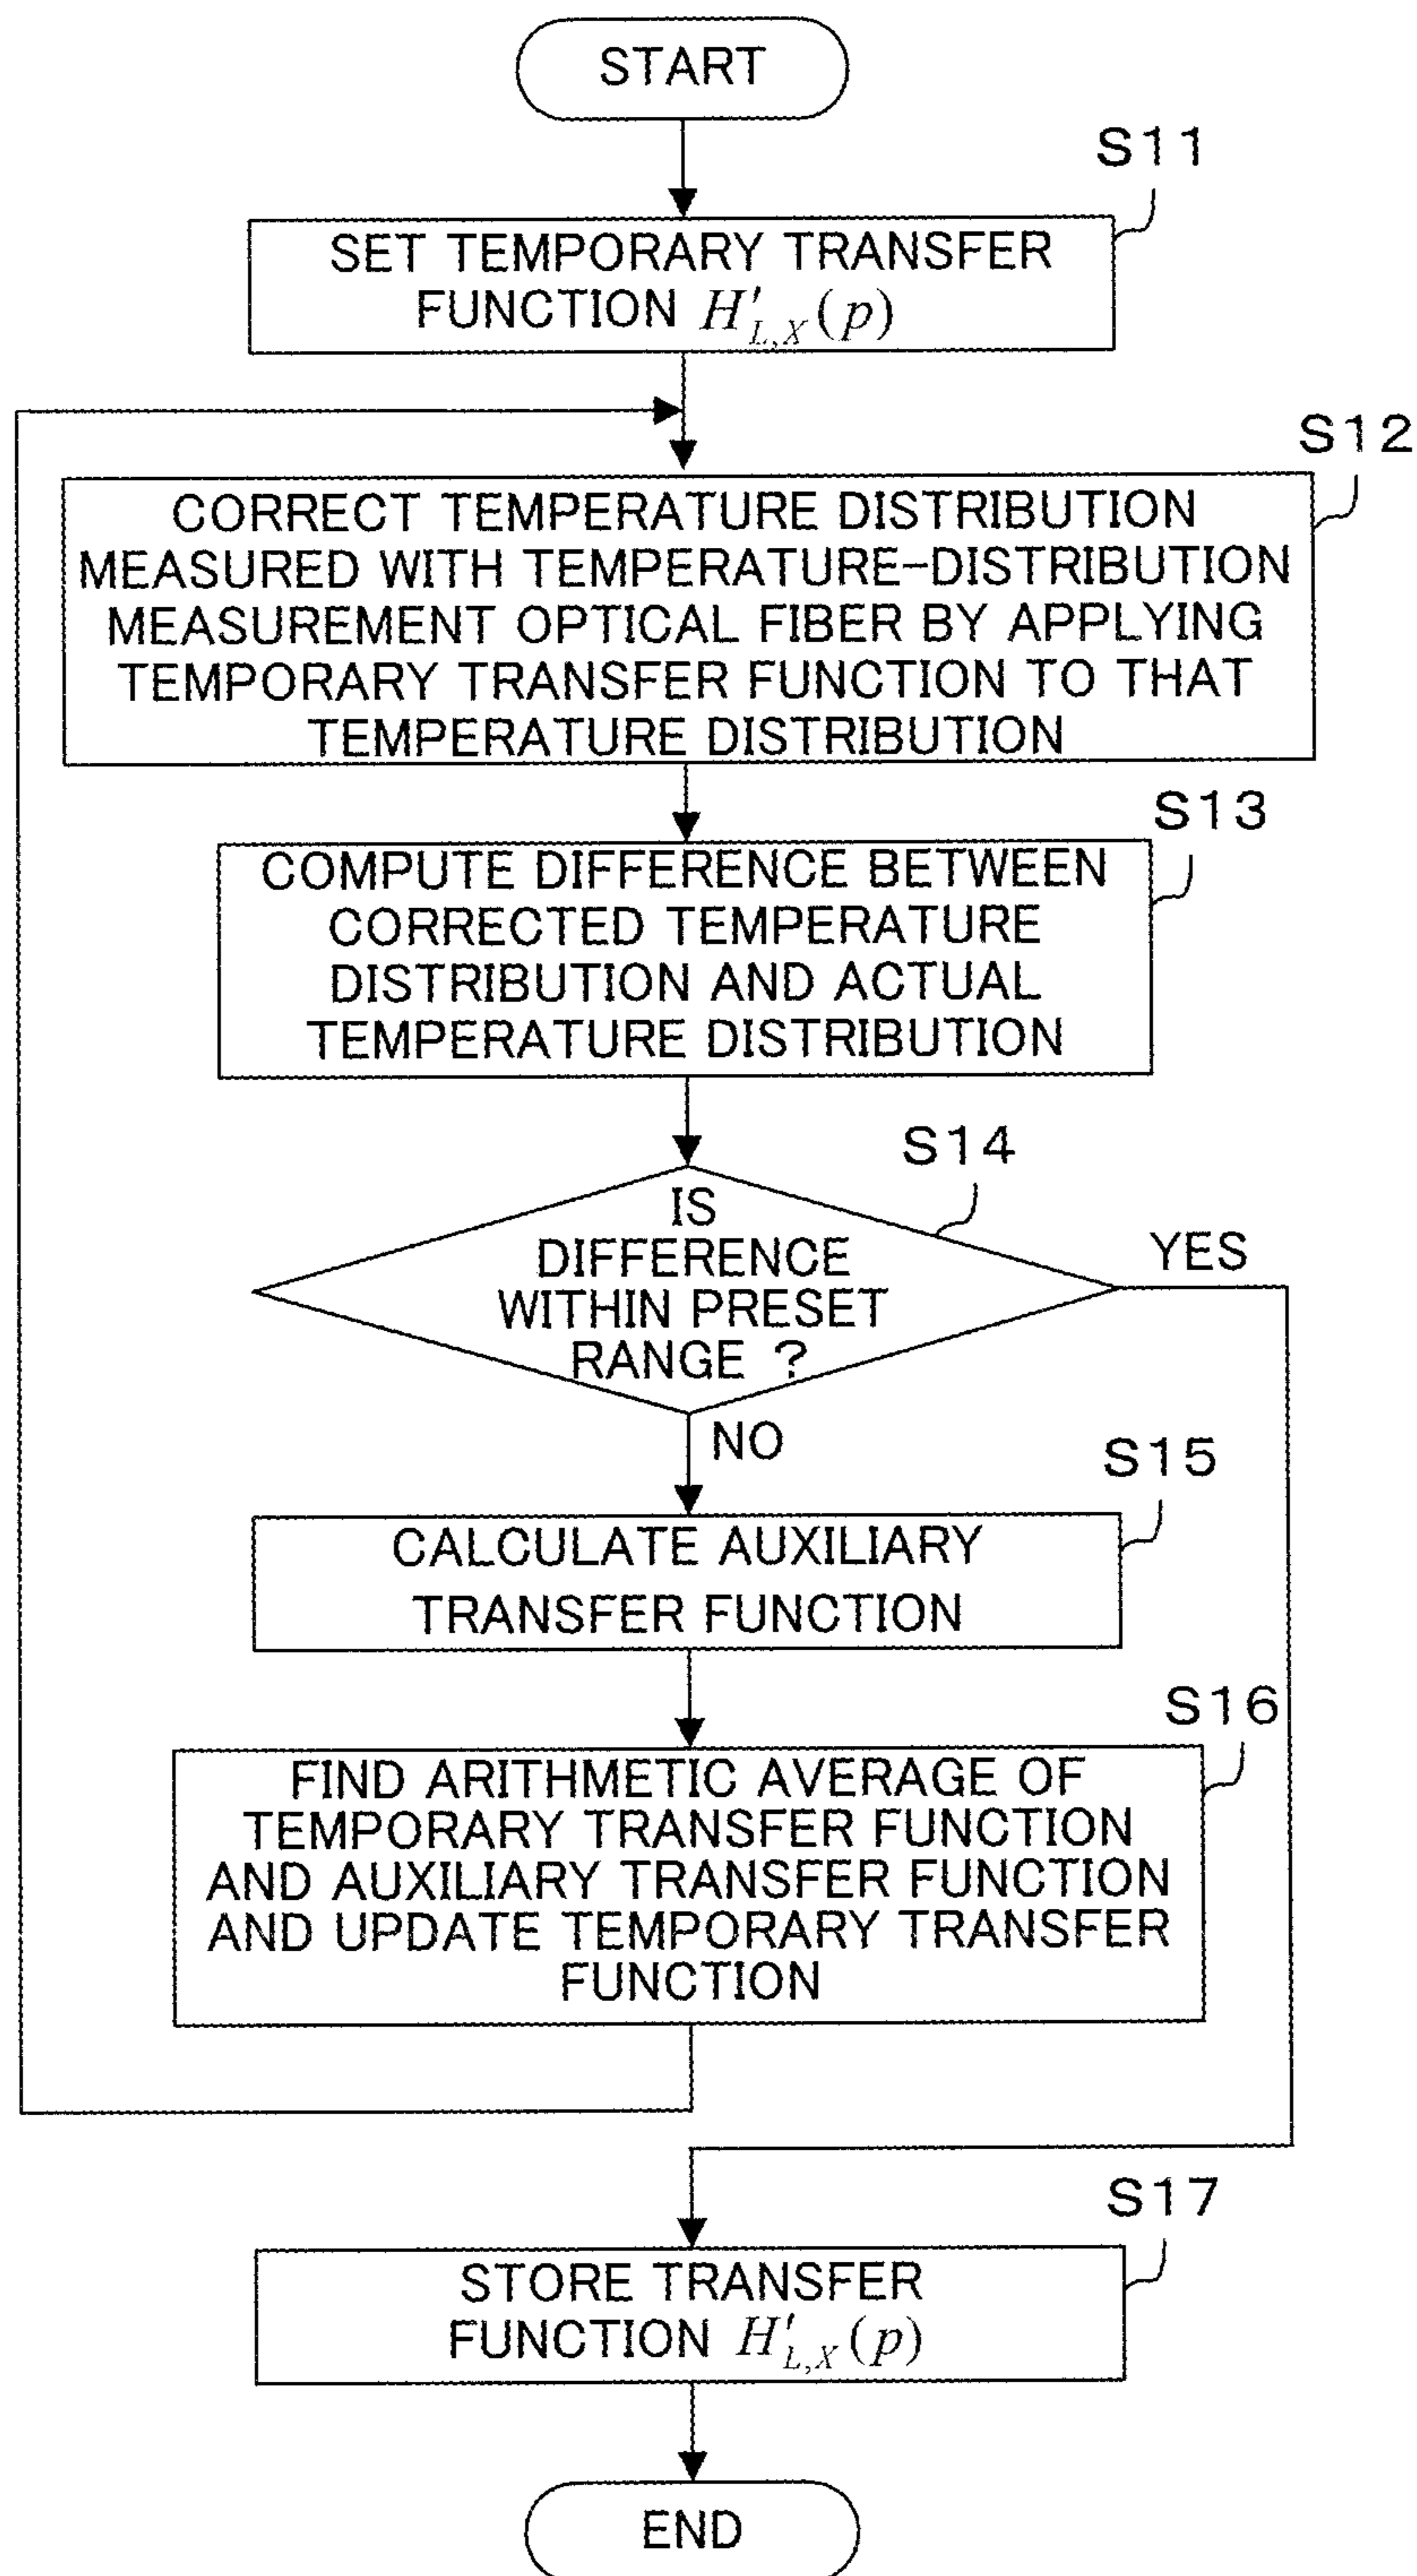 START
S11
SET TEMPORARY TRANSFER
FUNCTION H'L,X(p)
S12
CORRECT TEMPERATURE DISTRIBUTION
MEASURED WITH TEMPERATURE-DISTRIBUTION
MEASUREMENT OPTICAL FIBER BY APPLYING
TEMPORARY TRANSFER FUNCTION TO THAT
TEMPERATURE DISTRIBUTION
S13
COMPUTE DIFFERENCE BETWEEN
CORRECTED TEMPERATURE
DISTRIBUTION AND ACTUAL
TEMPERATURE DISTRIBUTION
S14
IS
DIFFERENCE
WITHIN PRESET
RANGE ?
YES
NO
S15
CALCULATE AUXILIARY
TRANSFER FUNCTION
S16
FIND ARITHMETIC AVERAGE OF
TEMPORARY TRANSFER FUNCTION
AND AUXILIARY TRANSFER FUNCTION
AND UPDATE TEMPORARY TRANSFER
FUNCTION
S17
STORE TRANSFER
FUNCTION H'L,X(p)
END